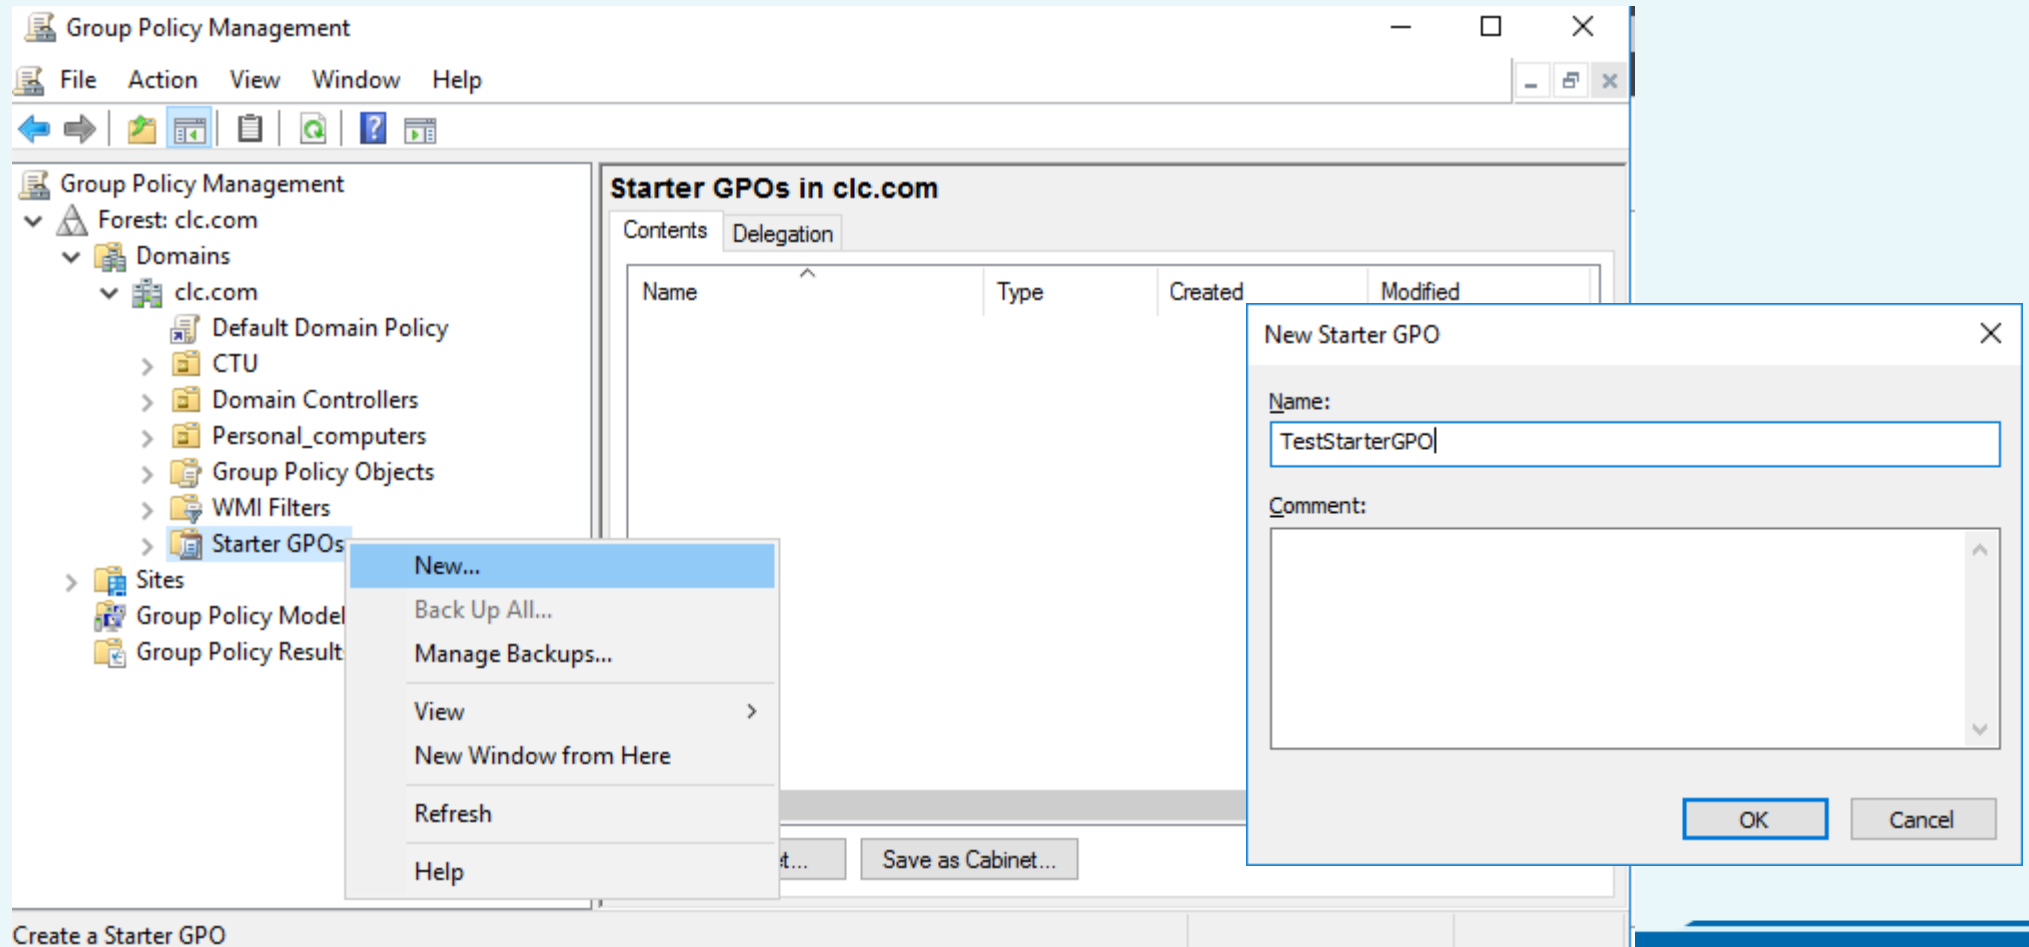 Group Policy Management
File Action View Window Help
Group Policy Management
Forest: clc.com
Domains
clc.com
Default Domain Policy
CTU
Domain Controllers
Personal_computers
Group Policy Objects
WMI Filters
Starter GPOs
Sites
Group Policy Model
Group Policy Result
New...
Back Up All...
Manage Backups...
View
New Window from Here
Refresh
Help
Starter GPOs in clc.com
Contents Delegation
Name Type Created Modified
t... Save as Cabinet...
New Starter GPO
Name:
TestStarterGPO
Comment:
OK Cancel
Create a Starter GPO